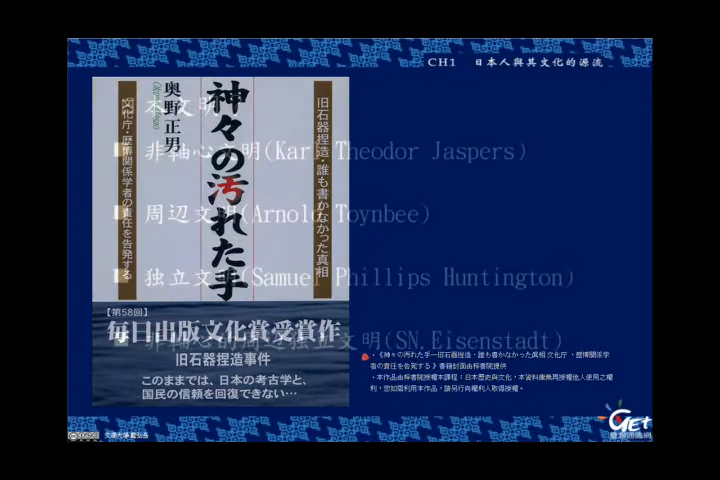 CH1 日本人與其文化的源流
旧石器捏造・誰も書かなかった真相
神々の汚れた手
奥野正男
文化庁・歴博関係学者の責任を告発する
【第58回】
毎日出版文化賞受賞作
旧石器捏造事件
このままでは、日本の考古学と、
国民の信頼を回復できない…
本文明
非軸心文明(Karl Theodor Jaspers)
周辺文明(Arnold Toynbee)
独立文明(Samuel Phillips Huntington)
非軸心的周辺独立文明(SN.Eisenstadt)
・《神々の汚れた手—旧石器捏造・誰も書かなかった真相 文化庁・歴博関係学
者の責任を告発する》書籍封面由梓書院提供
・本作品由梓書院授權本課程：日本歷史與文化，本資料庫無再授權他人使用之權
利，您如需利用本作品，請另行向權利人取得授權。
GET